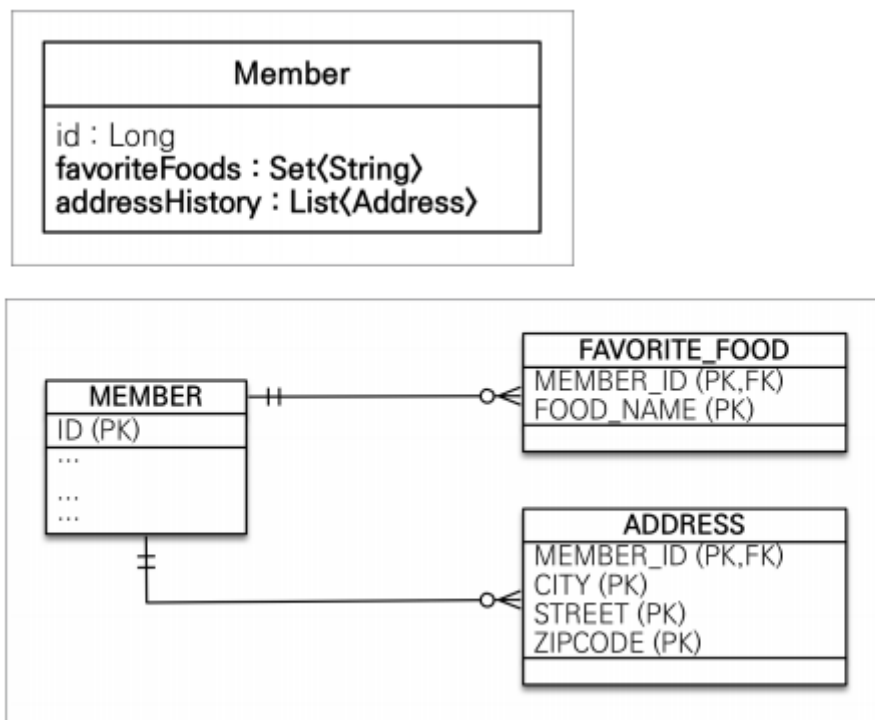 Member
id : Long
favoriteFoods : Set〈String〉
addressHistory : List〈Address〉
MEMBER
ID (PK)
...
...
...
FAVORITE_FOOD
MEMBER_ID (PK,FK)
FOOD_NAME (PK)
ADDRESS
MEMBER_ID (PK,FK)
CITY (PK)
STREET (PK)
ZIPCODE (PK)